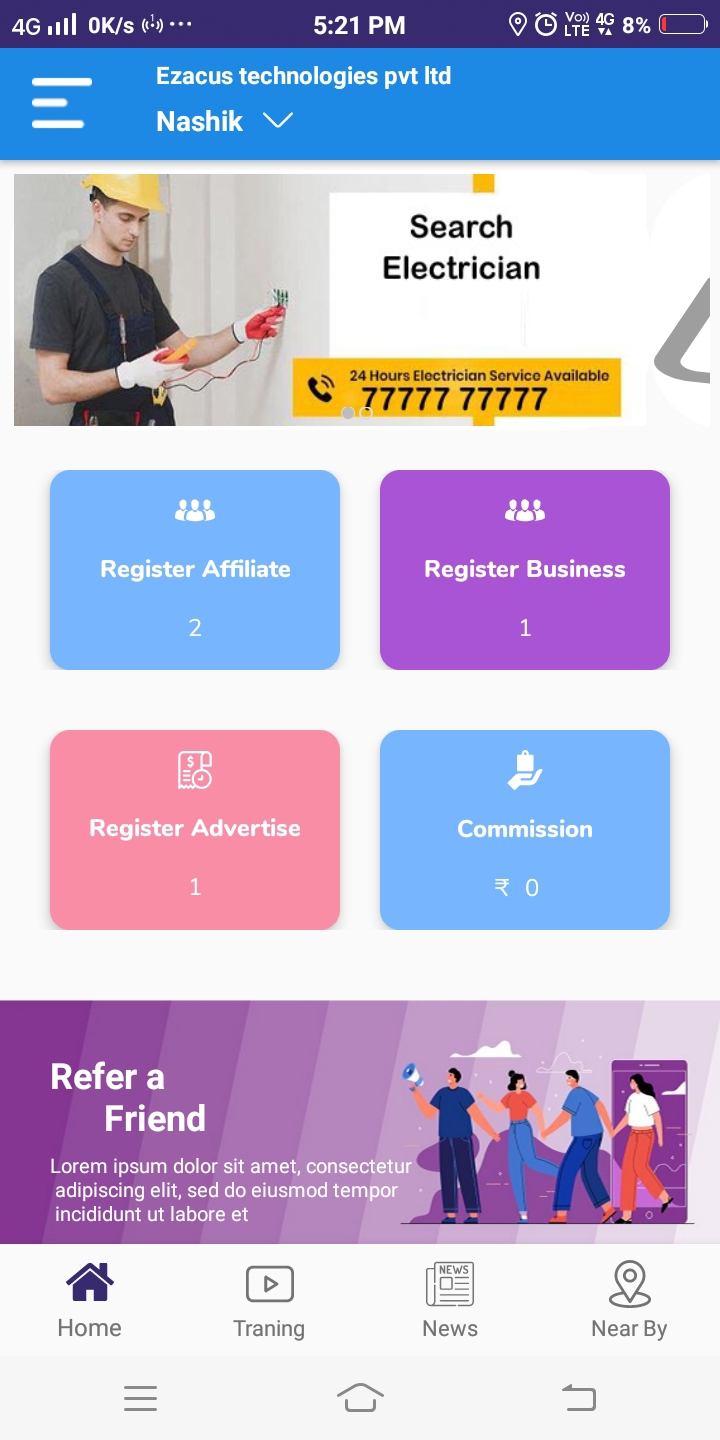 4G 0K/s 5:21 PM Vo)) LTE 4G 8%
Ezacus technologies pvt ltd
Nashik
Search
Electrician
24 Hours Electrician Service Available
77777 77777
Register Affiliate
2
Register Business
1
Register Advertise
1
Commission
₹ 0
Refer a
Friend
Lorem ipsum dolor sit amet, consectetur
adipiscing elit, sed do eiusmod tempor
incididunt ut labore et
NEWS
Home Traning News Near By